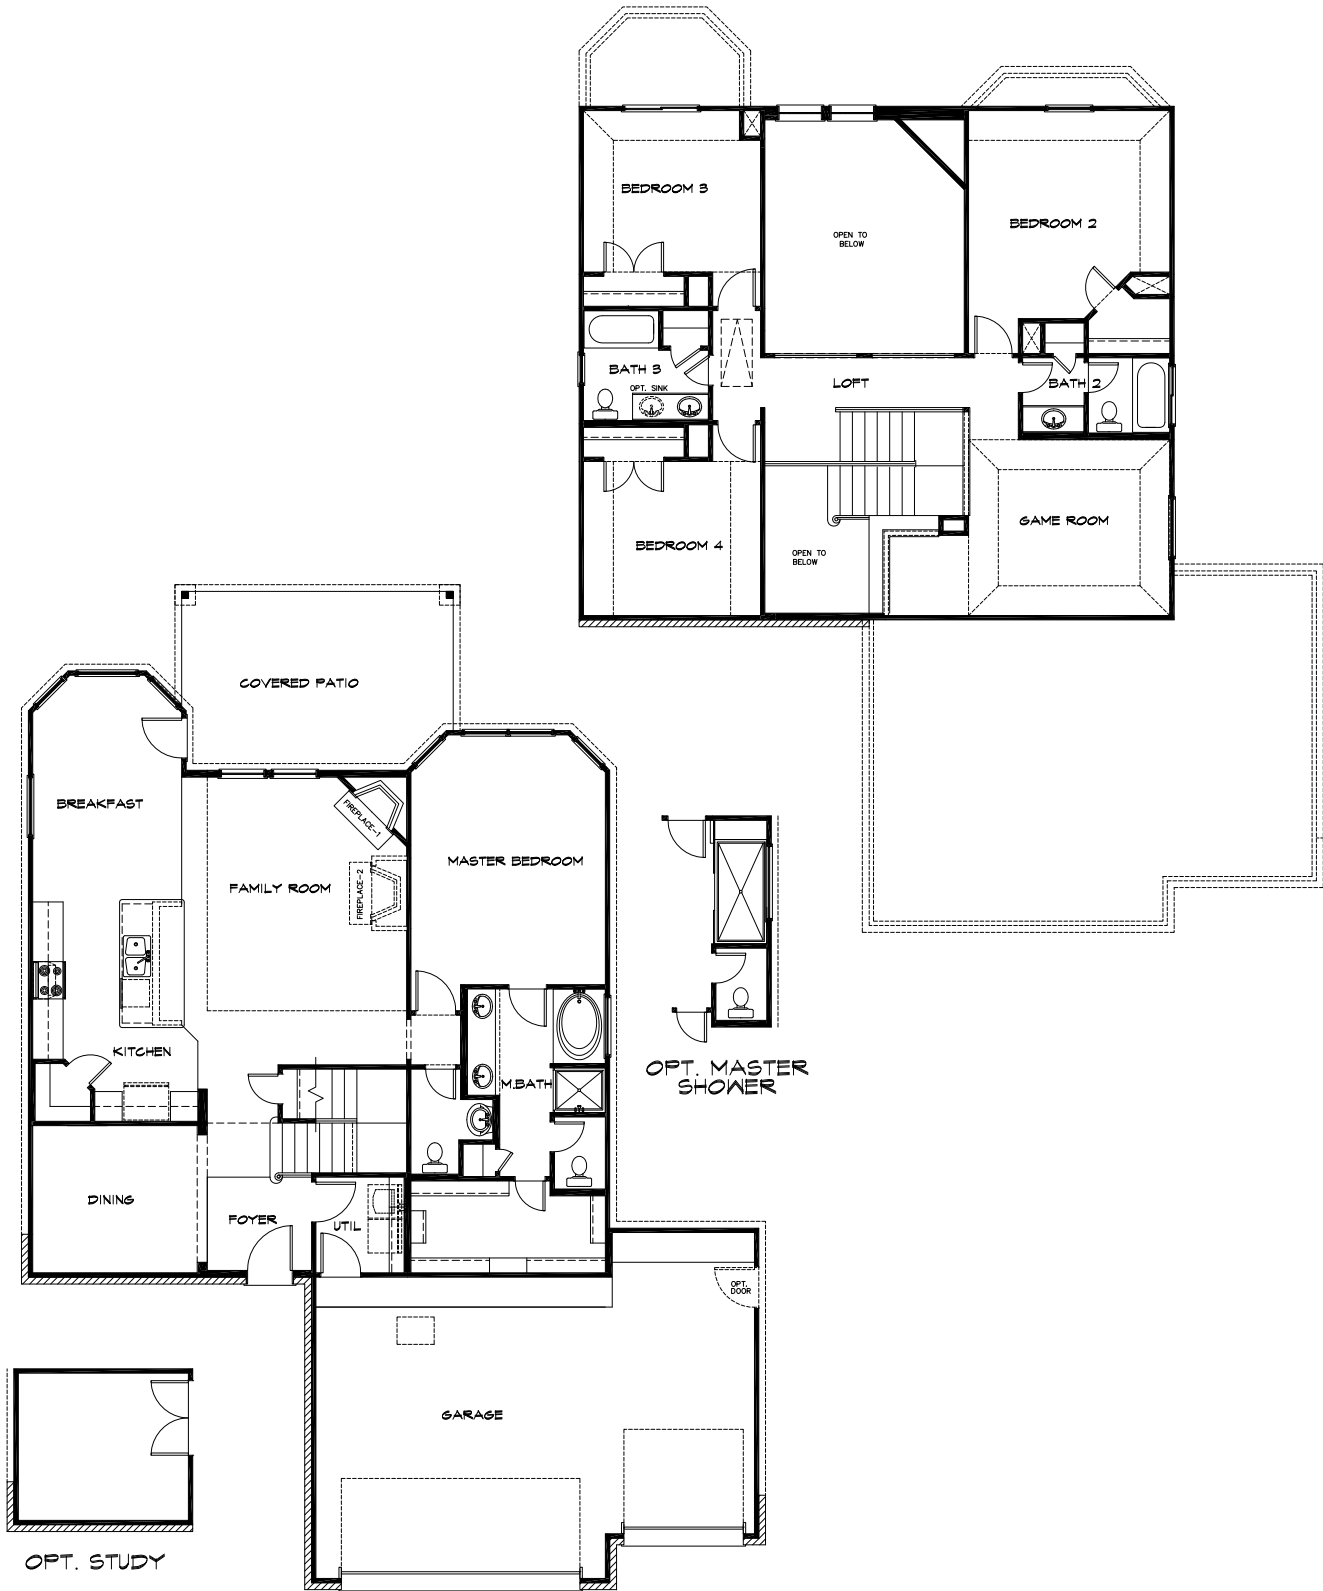 BEDROOM 3
BEDROOM 2
OPEN TO
BELOW
BATH 3
OPT. SINK
LOFT
BATH 2
BEDROOM 4
OPEN TO
BELOW
GAME ROOM
COVERED PATIO
BREAKFAST
FIREPLACE-1
MASTER BEDROOM
FAMILY ROOM
FIREPLACE-2
KITCHEN
M.BATH
OPT. MASTER
SHOWER
DINING
FOYER
UTIL
OPT.
DOOR
GARAGE
OPT. STUDY